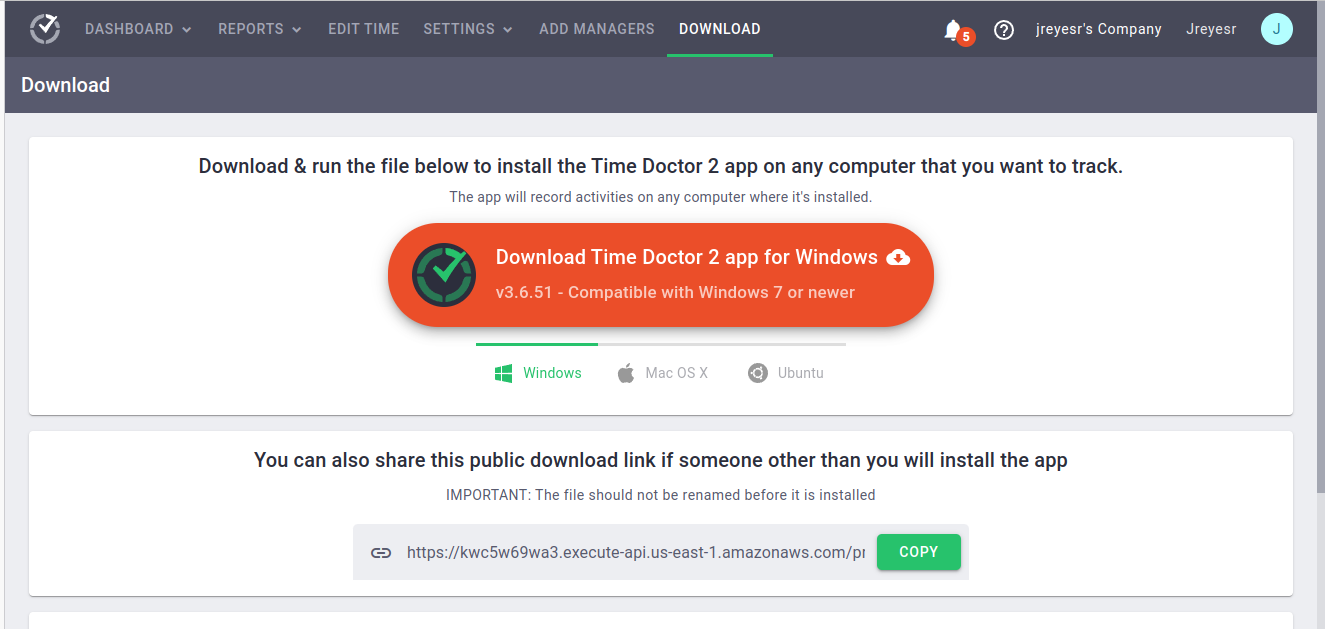 DASHBOARD REPORTS EDIT TIME SETTINGS ADD MANAGERS DOWNLOAD 5 jreyesr's Company Jreyesr J
Download
Download & run the file below to install the Time Doctor 2 app on any computer that you want to track.
The app will record activities on any computer where it's installed.
Download Time Doctor 2 app for Windows
v3.6.51 - Compatible with Windows 7 or newer
Windows Mac OS X Ubuntu
You can also share this public download link if someone other than you will install the app
IMPORTANT: The file should not be renamed before it is installed
https://kwc5w69wa3.execute-api.us-east-1.amazonaws.com/pr COPY